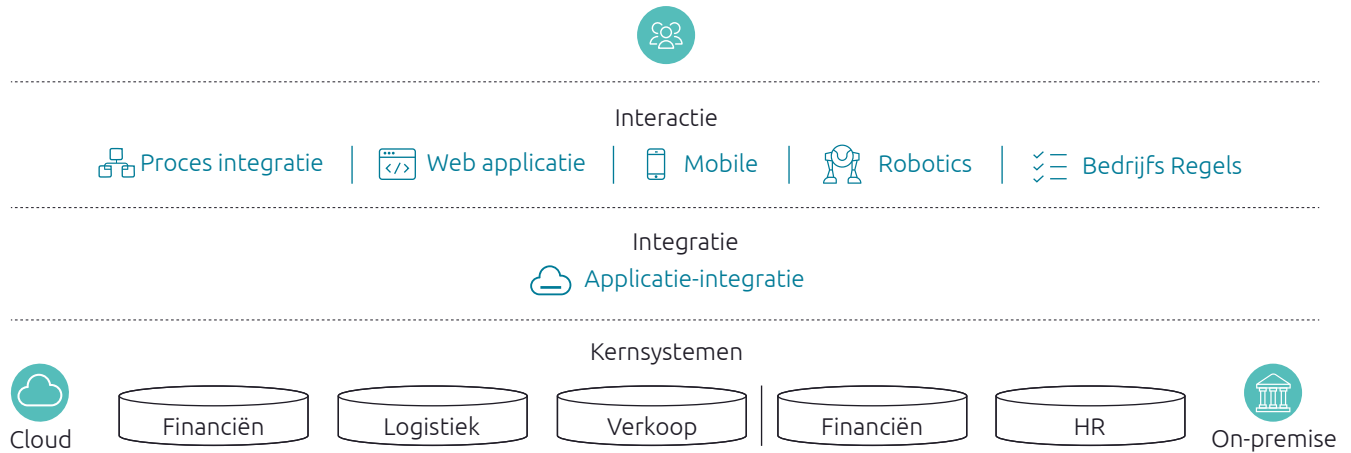 Interactie
Proces integratie
</> Web applicatie
Mobile
Robotics
Bedrijfs Regels
Integratie
Applicatie-integratie
Kernsystemen
Cloud
Financiën
Logistiek
Verkoop
Financiën
HR
On-premise